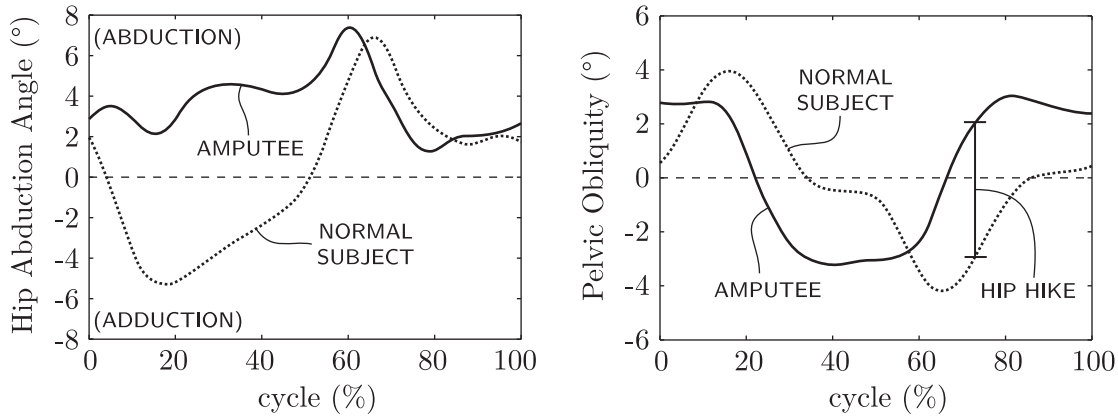 Hip Abduction Angle (°)
8
6
4
2
0
-2
-4
-6
-8
(ABDUCTION)
AMPUTEE
NORMAL
SUBJECT
(ADDUCTION)
0
20
40
60
80
100
cycle (%)
Pelvic Obliquity (°)
6
4
2
0
-2
-4
-6
NORMAL
SUBJECT
AMPUTEE
HIP HIKE
0
20
40
60
80
100
cycle (%)